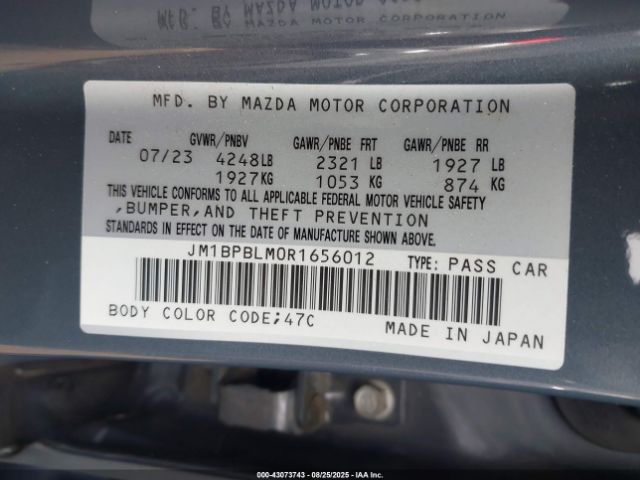 MFD. BY MAZDA MOTOR CORPORATION
DATE GVWR/PNBV GAWR/PNBE FRT GAWR/PNBE RR
07/23 4248LB 2321 LB 1927 LB
1927KG 1053 KG 874 KG
THIS VEHICLE CONFORMS TO ALL APPLICABLE FEDERAL MOTOR VEHICLE SAFETY
,BUMPER,AND THEFT PREVENTION
STANDARDS IN EFFECT ON THE DATE OF MANUFACTURE SHOWN ABOVE.
JM1BPBLM0R1656012 TYPE: PASS CAR
BODY COLOR CODE;47C MADE IN JAPAN
©-43073743 - 08/25/2025 - ©IAAI, Inc.